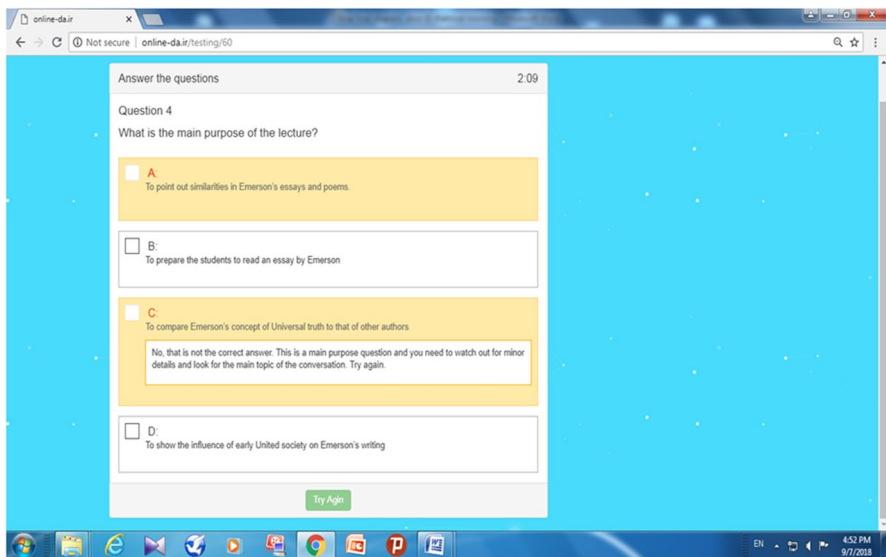 online-da.ir
Not secure | online-da.ir/testing/60
Answer the questions 2:09
Question 4
What is the main purpose of the lecture?
A:
To point out similarities in Emerson's essays and poems.
B:
To prepare the students to read an essay by Emerson
C:
To compare Emerson's concept of Universal truth to that of other authors
No, that is not the correct answer. This is a main purpose question and you need to watch out for minor
details and look for the main topic of the conversation. Try again.
D:
To show the influence of early United society on Emerson's writing
Try Agin
EN
4:52 PM
9/7/2018